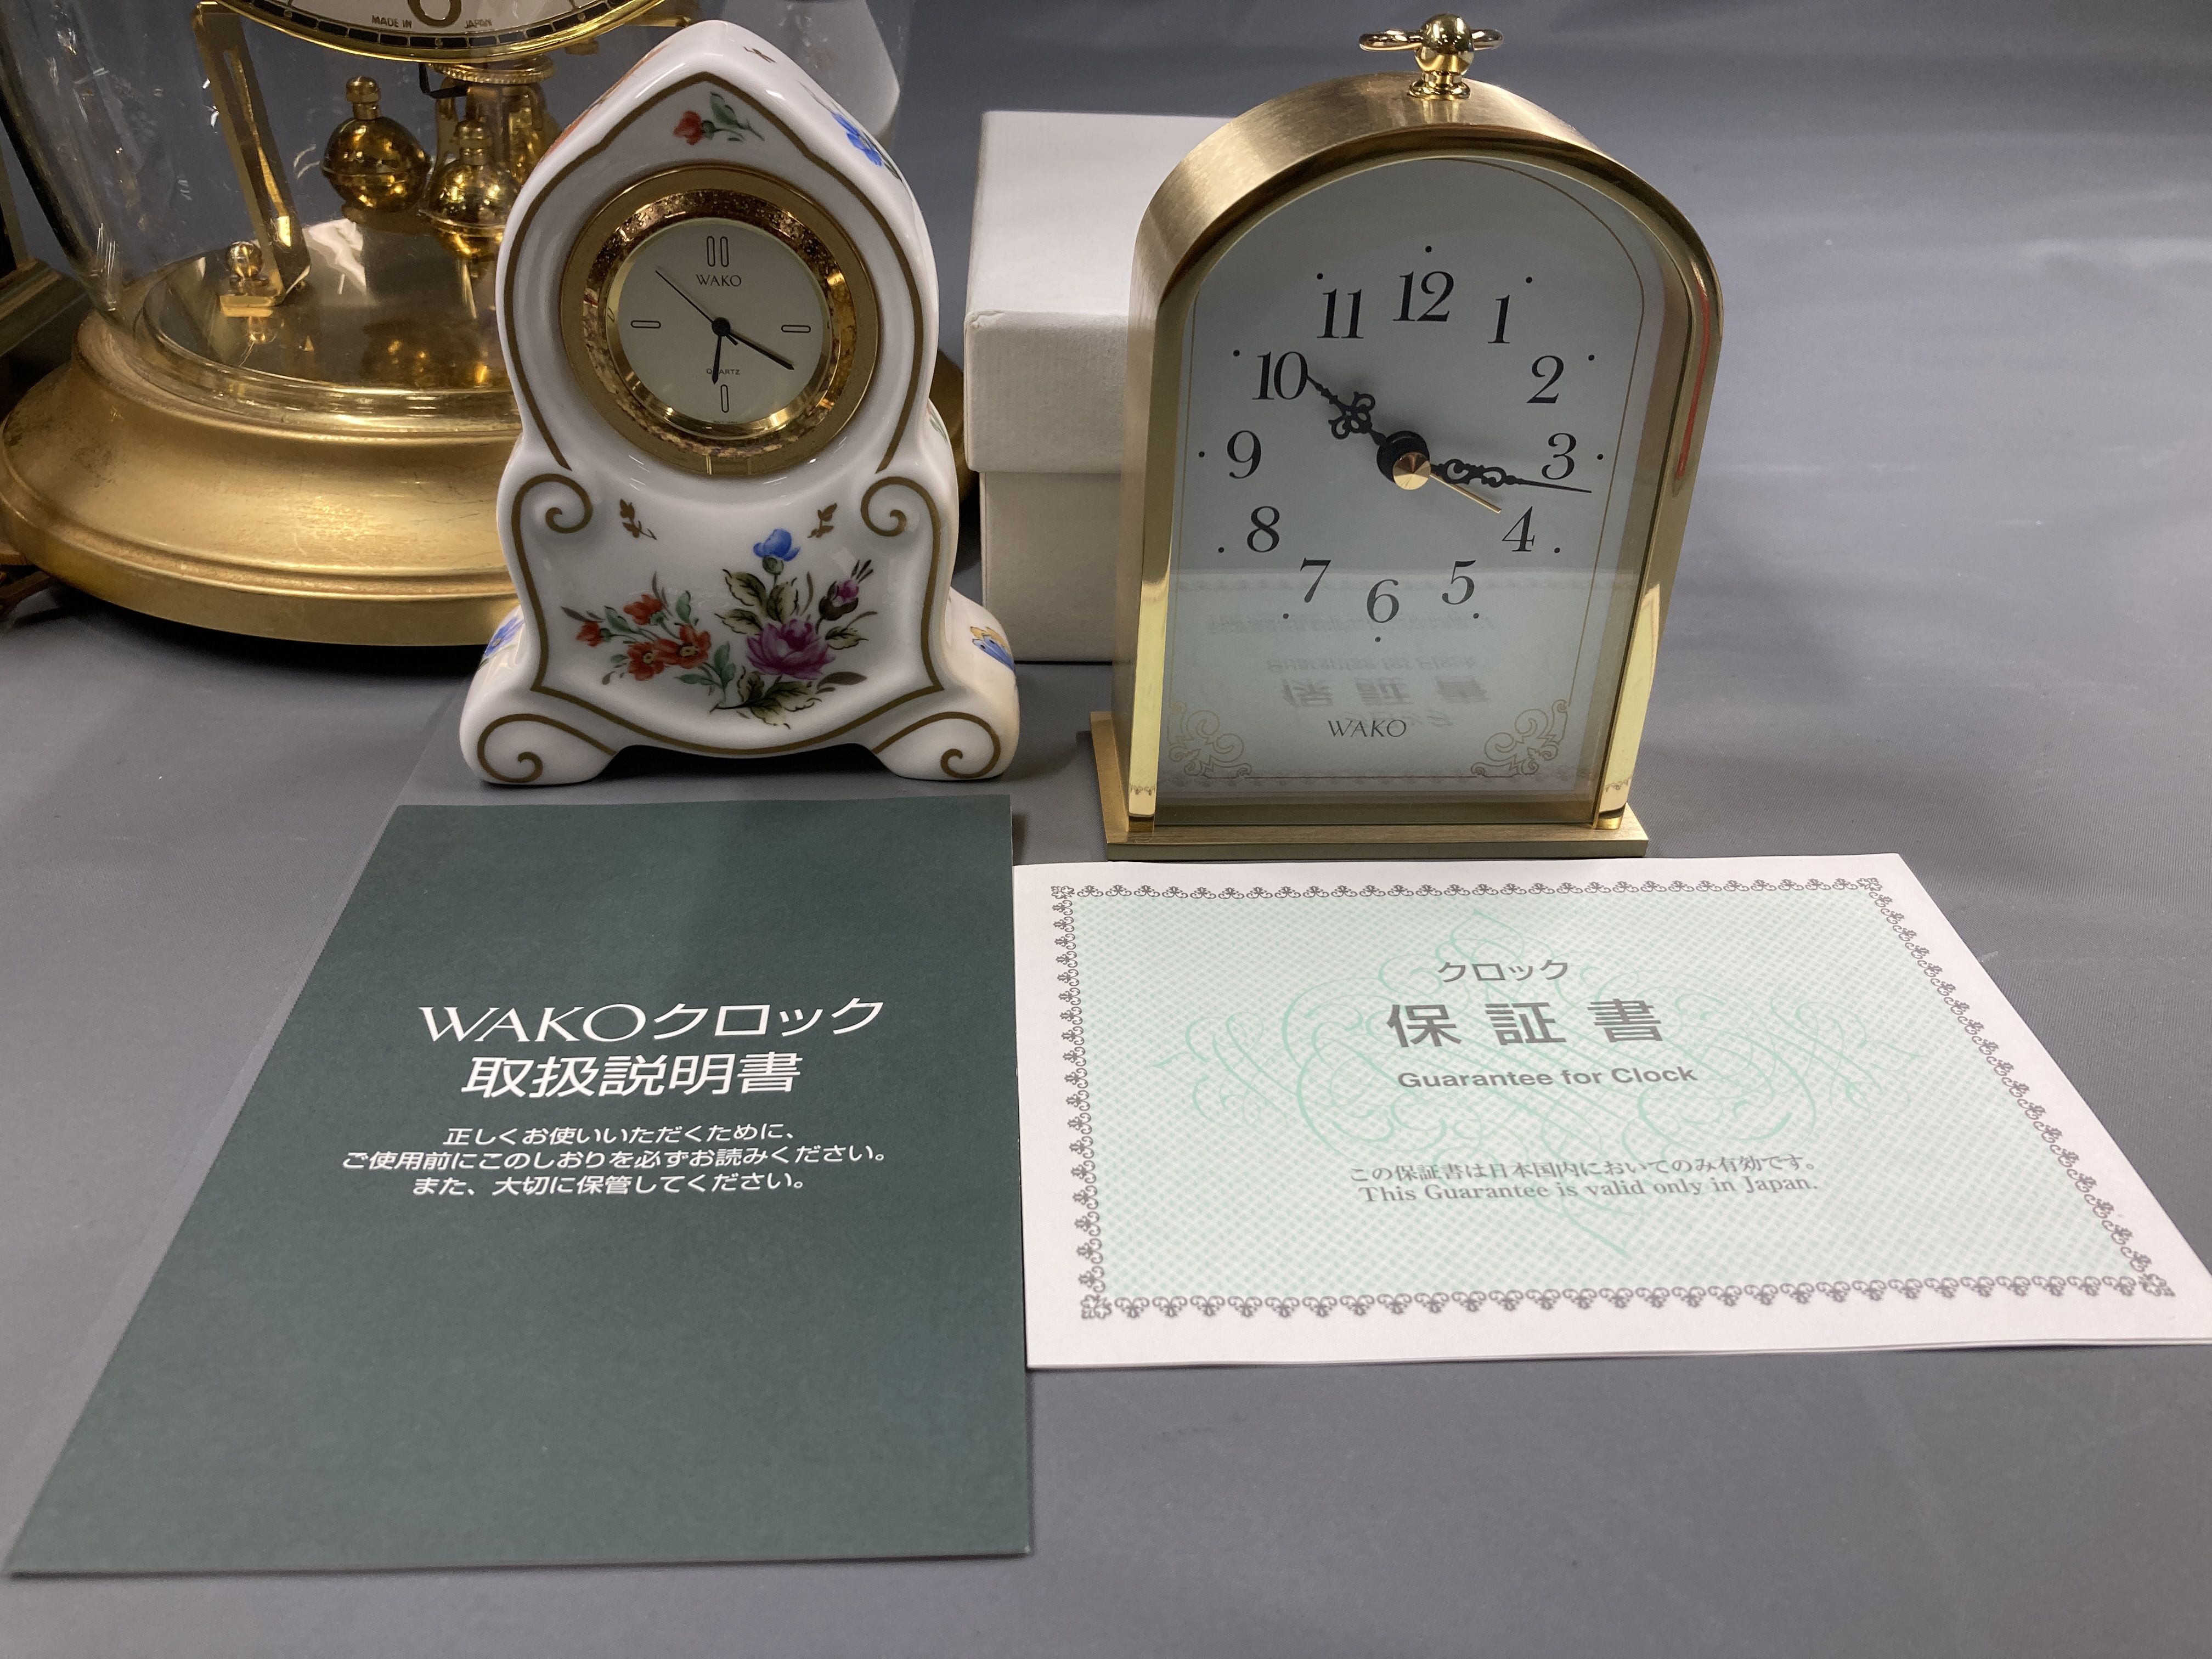 6
MADE IN JAPAN
WAKO
QUARTZ
12
1
2
3
4
5
6
7
8
9
10
11
WAKO
WAKOクロック
取扱説明書
正しくお使いいただくために、
ご使用前にこのしおりを必ずお読みください。
また、大切に保管してください。
クロック
保証書
Guarantee for Clock
この保証書は日本国内においてのみ有効です。
This Guarantee is valid only in Japan.